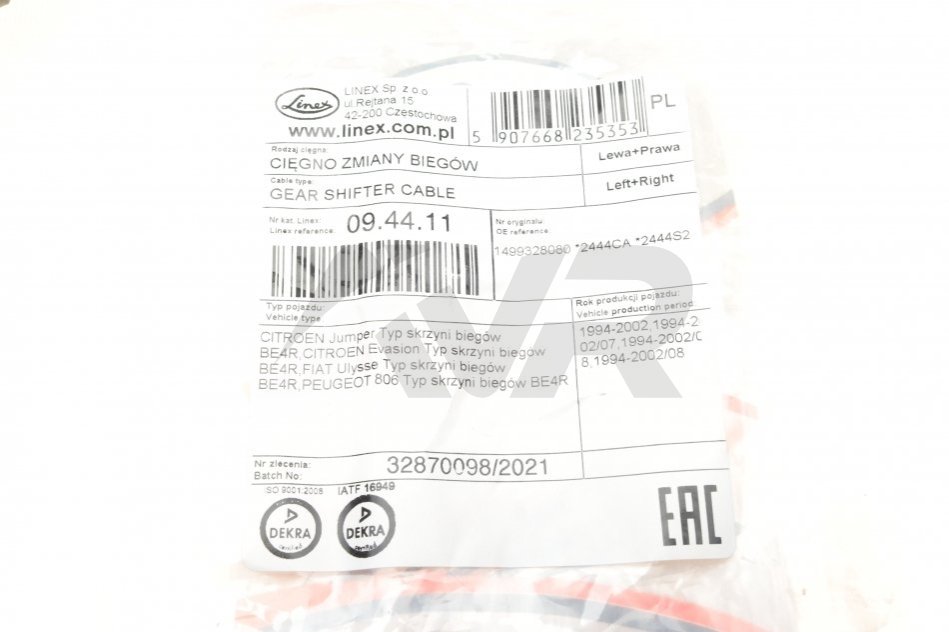 Linex
LINEX Sp. z o.o.
ul.Rejtana 15
42-200 Czestochowa
www.linex.com.pl
5 907668 235353
PL
Rodzaj cięgna:
CIĘGNO ZMIANY BIEGÓW
Lewa+Prawa
Cable type:
GEAR SHIFTER CABLE
Left+Right
Nr kat. Linex:
Linex reference:
09.44.11
Nr oryginału:
OE reference:
1499328080 *2444CA *2444S2
Typ pojazdu:
Vehicle type
CITROEN Jumper Typ skrzyni biegów
BE4R,CITROEN Evasion Typ skrzyni biegów
BE4R,FIAT Ulysse Typ skrzyni biegów
BE4R,PEUGEOT 806 Typ skrzyni biegów BE4R
Rok produkcji pojazdu:
Vehicle production period
1994-2002,1994-2
02/07,1994-2002/0
8,1994-2002/08
Nr zlecenia:
Batch No:
32870098/2021
ISO 9001:2008
IATF 16949
DEKRA
certified
DEKRA
certified
EAC